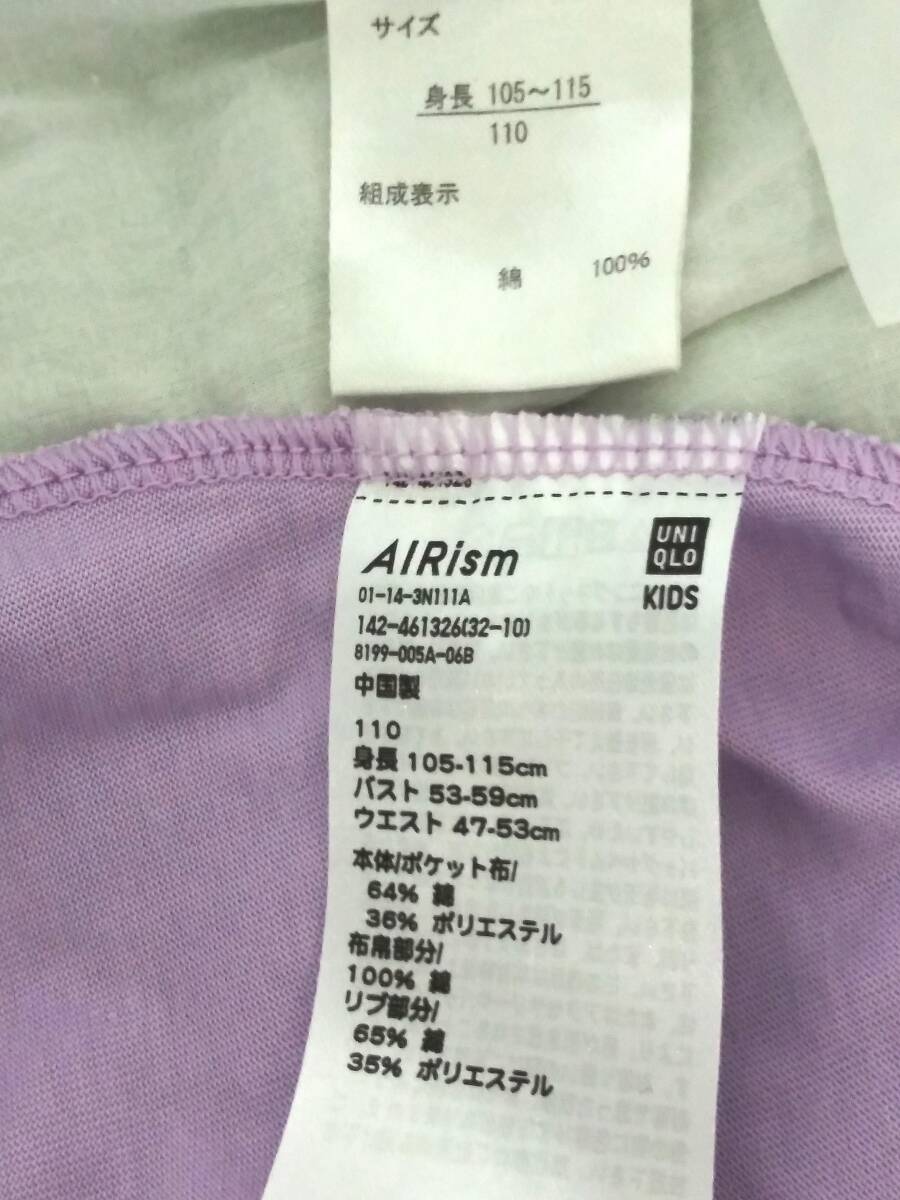 サイズ
身長 105～115
110
組成表示
綿 100%
AIRism
UNI
QLO
KIDS
01-14-3N111A
142-461326(32-10)
8199-005A-06B
中国製
110
身長 105-115cm
バスト 53-59cm
ウエスト 47-53cm
本体/ポケット布/
64% 綿
36% ポリエステル
布帛部分/
100% 綿
リブ部分/
65% 綿
35% ポリエステル